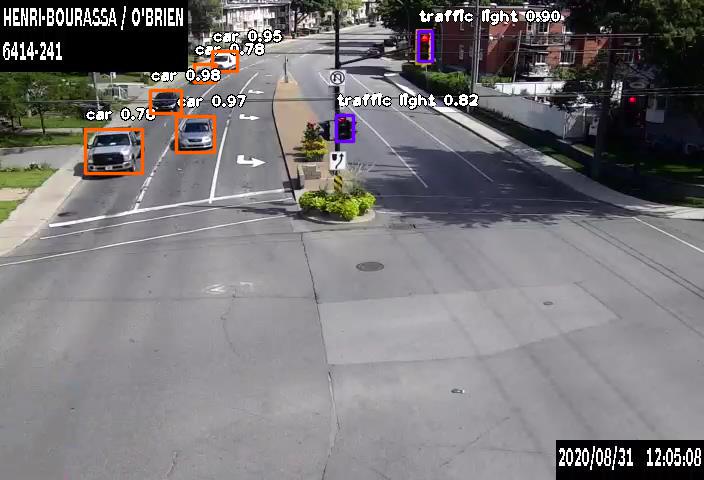 HENRI-BOURASSA / O'BRIEN
6414-241
traffic light 0.90
car 0.95
car 0.78
car 0.98
car 0.97
traffic light 0.82
car 0.78
2020/08/31 12:05:08